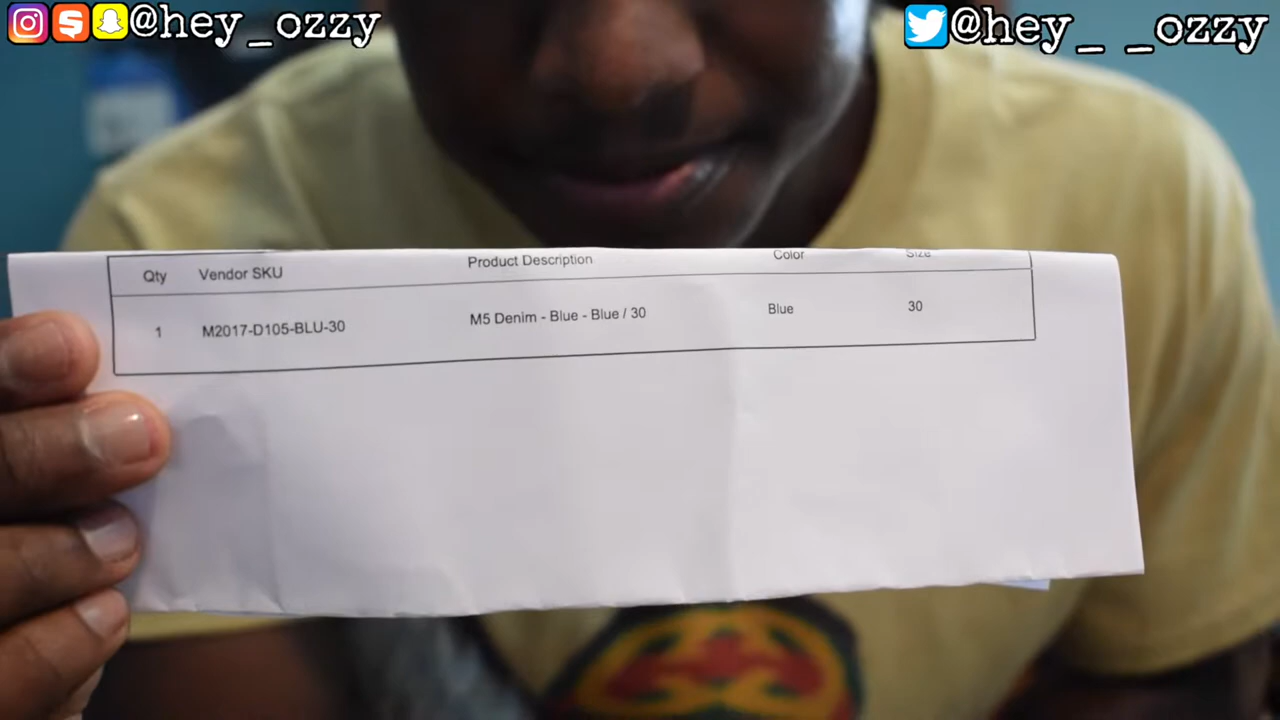 @hey_ozzy
@hey_ _ozzy
Qty Vendor SKU Product Description Color Size
1 M2017-D105-BLU-30 M5 Denim - Blue - Blue / 30 Blue 30